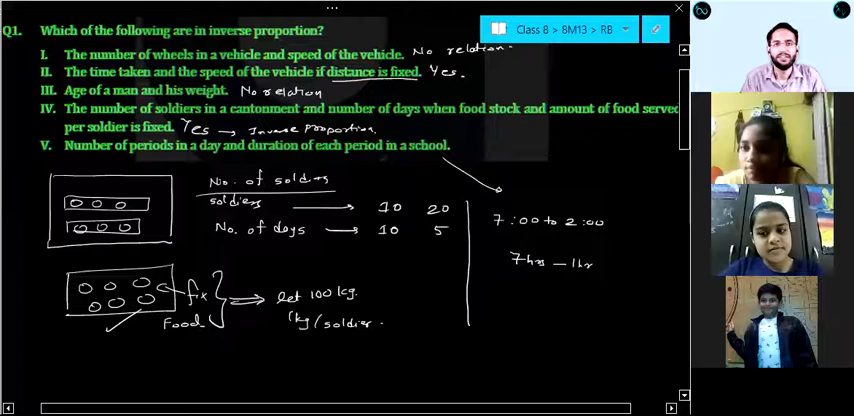 Class 8 > 8M13 > RB
Q1. Which of the following are in inverse proportion?
I. The number of wheels in a vehicle and speed of the vehicle. No relation.
II. The time taken and the speed of the vehicle if distance is fixed. Yes.
III. Age of a man and his weight. No relation
IV. The number of soldiers in a cantonment and number of days when food stock and amount of food served
per soldier is fixed. Yes → Inverse Proportion.
V. Number of periods in a day and duration of each period in a school.
No. of soldiers
soldiers → 10 20
No. of days → 10 5
7:00 to 2:00
7hrs – 1hr
fix
Food
let 100 kg.
1kg/soldier.